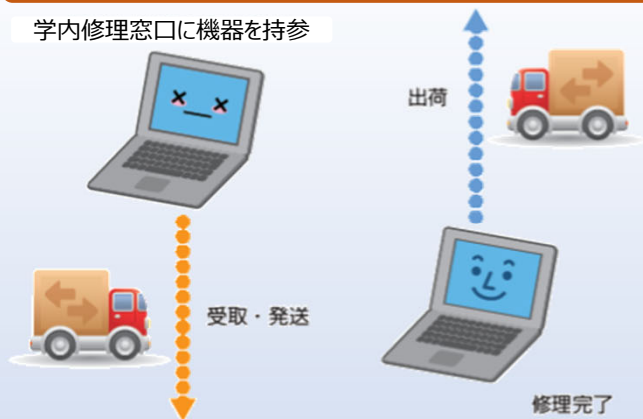 学内修理窓口に機器を持参
出荷
受取・発送
修理完了